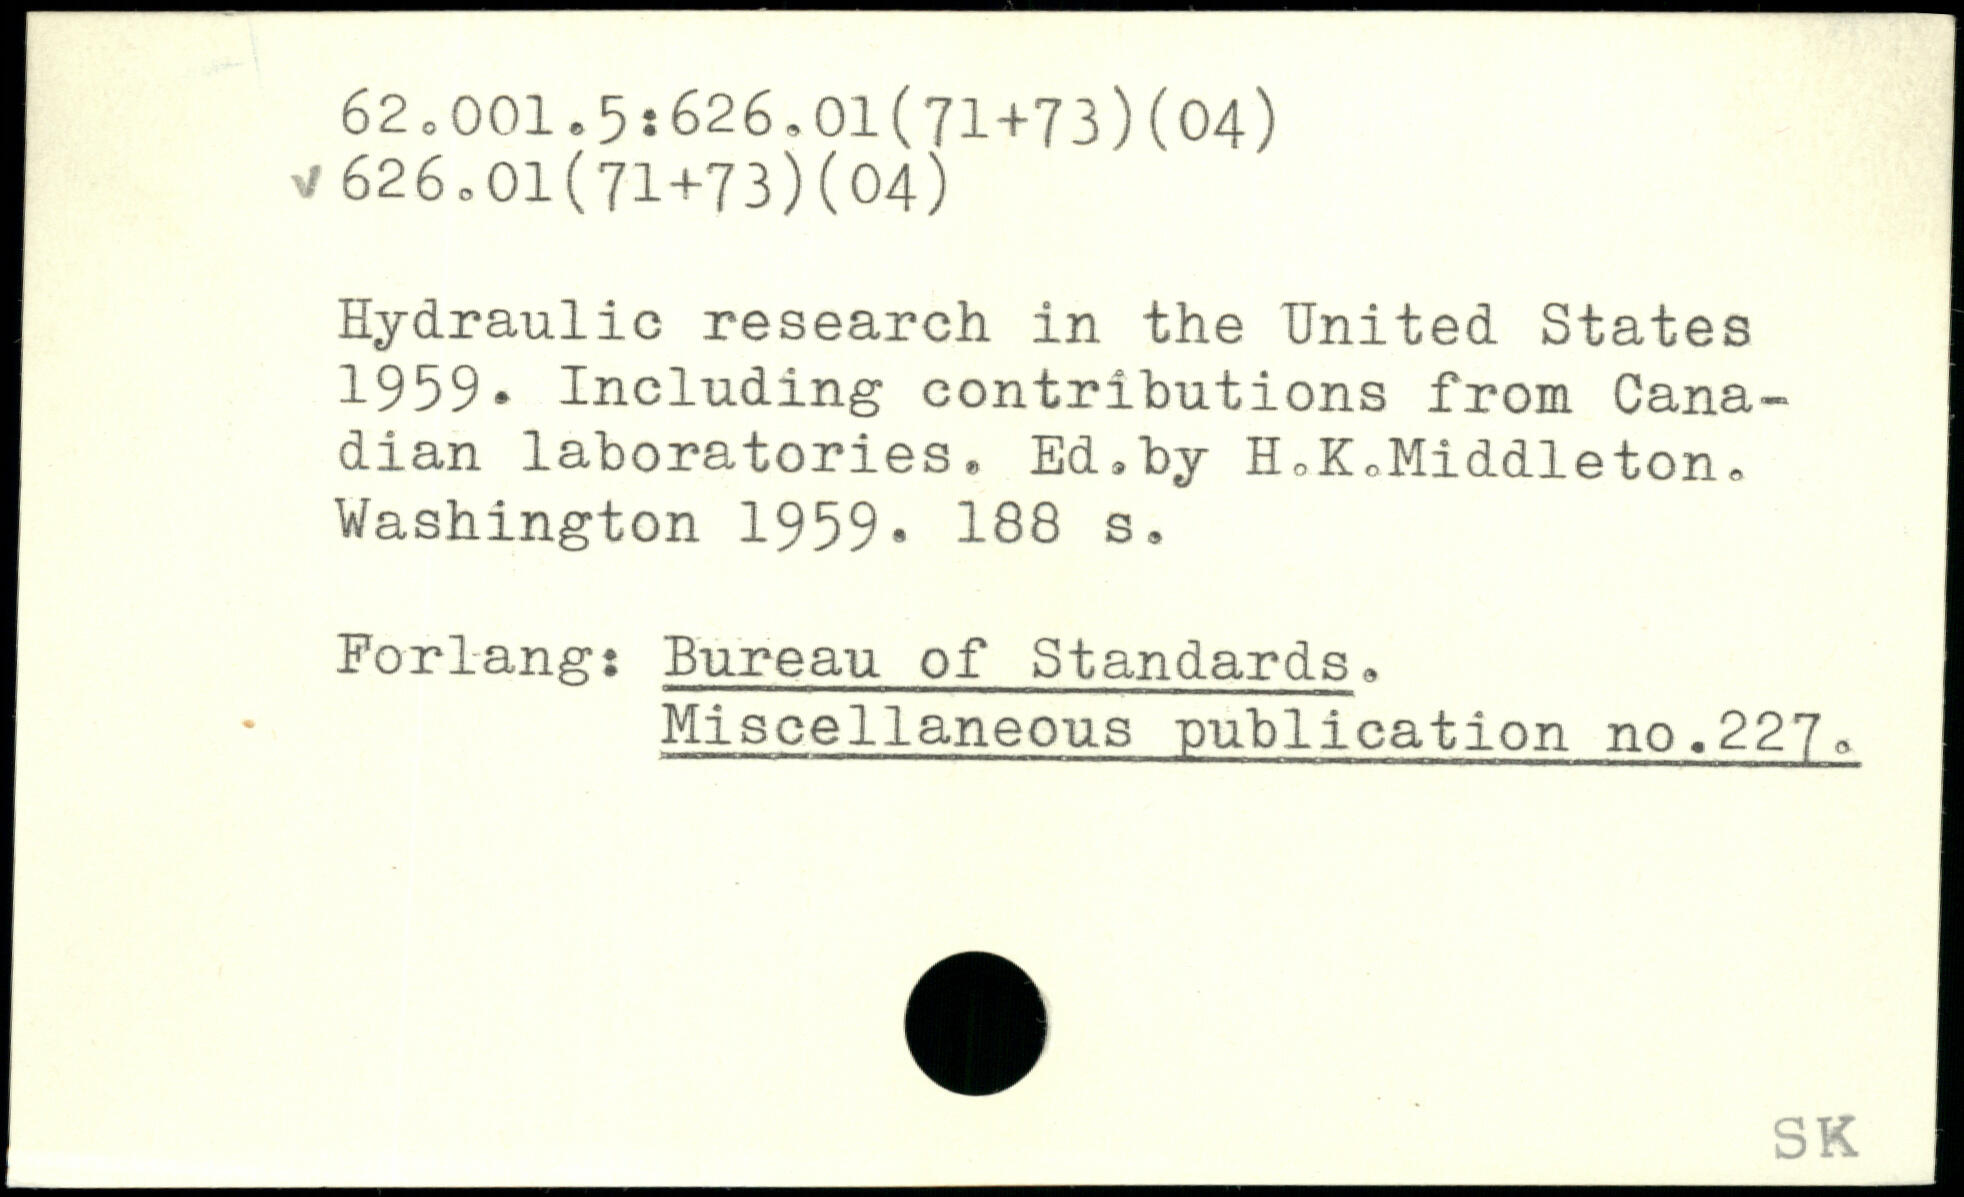 62.001.5:626.01(71+73)(04)
✓ 626.01(71+73)(04)
Hydraulic research in the United States
1959. Including contributions from Cana-
dian laboratories. Ed.by H.K.Middleton.
Washington 1959. 188 s.
Forlang: Bureau of Standards.
Miscellaneous publication no.227.
SK